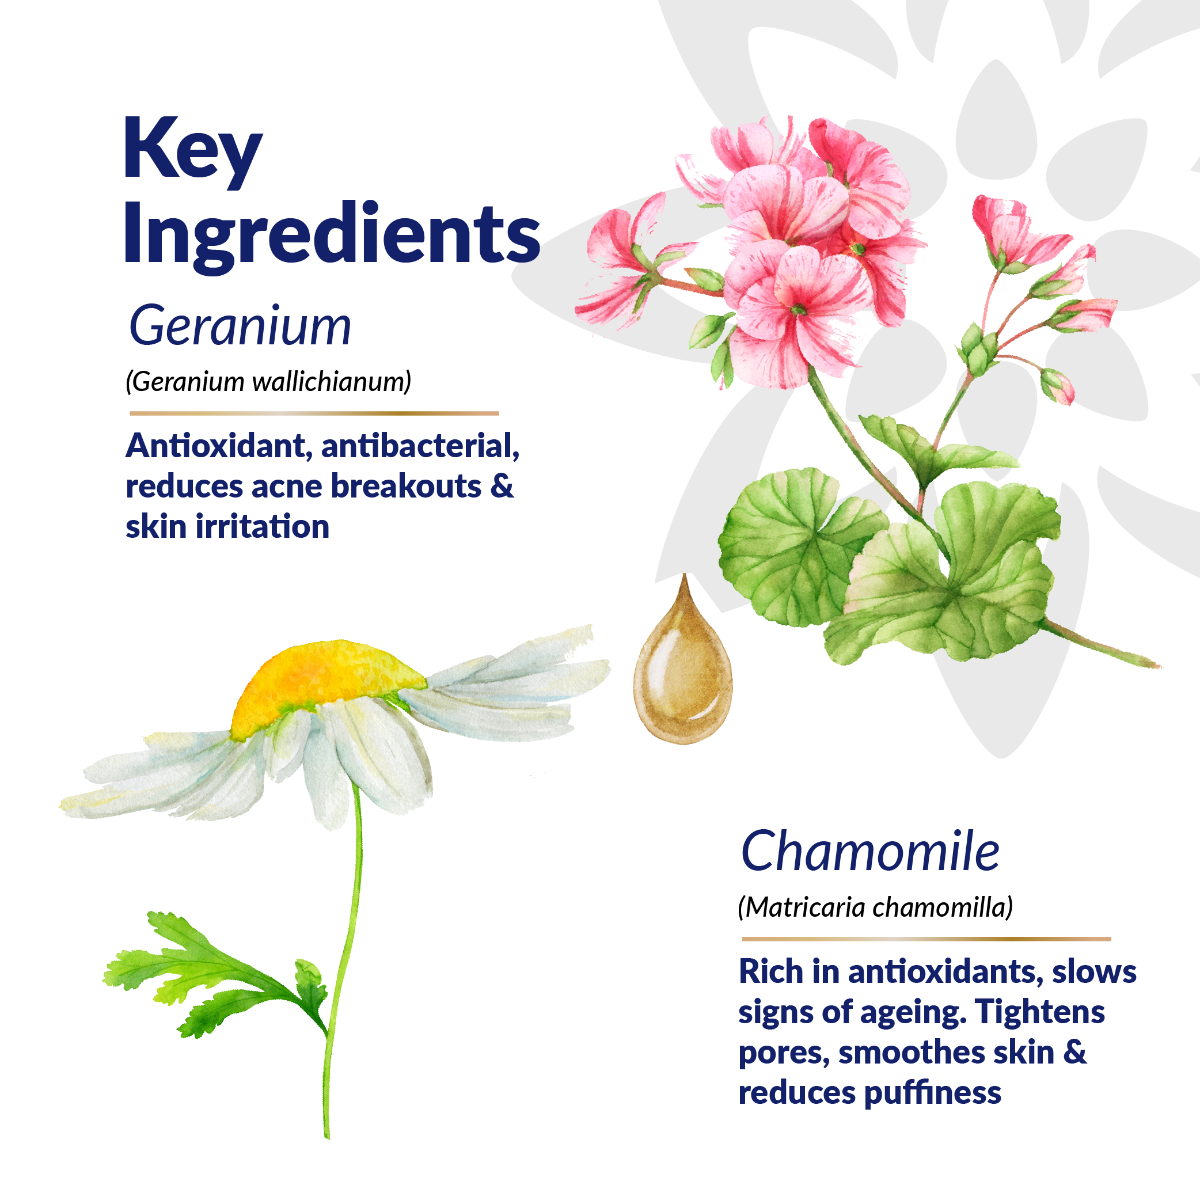 Key
Ingredients
Geranium
(Geranium wallichianum)
Antioxidant, antibacterial,
reduces acne breakouts &
skin irritation
Chamomile
(Matricaria chamomilla)
Rich in antioxidants, slows
signs of ageing. Tightens
pores, smoothes skin &
reduces puffiness